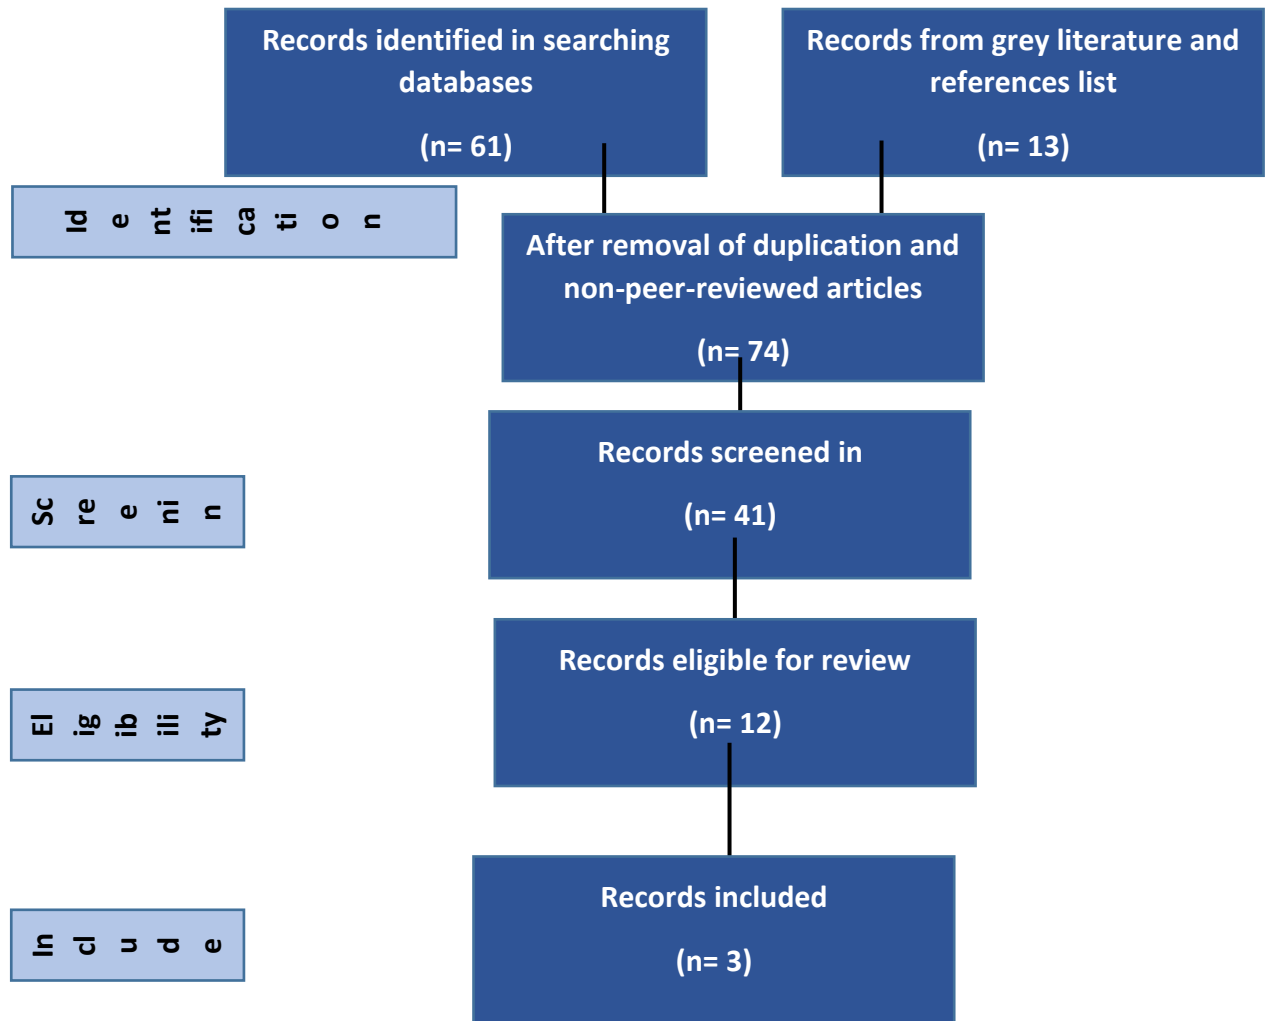 Records identified in searching
databases
(n= 61)
Records from grey literature and
references list
(n= 13)
Id e nt ifi ca ti o n
After removal of duplication and
non-peer-reviewed articles
(n= 74)
Records screened in
(n= 41)
Sc re e ni n
Records eligible for review
(n= 12)
El ig ib ili ty
Records included
(n= 3)
In cl u d e